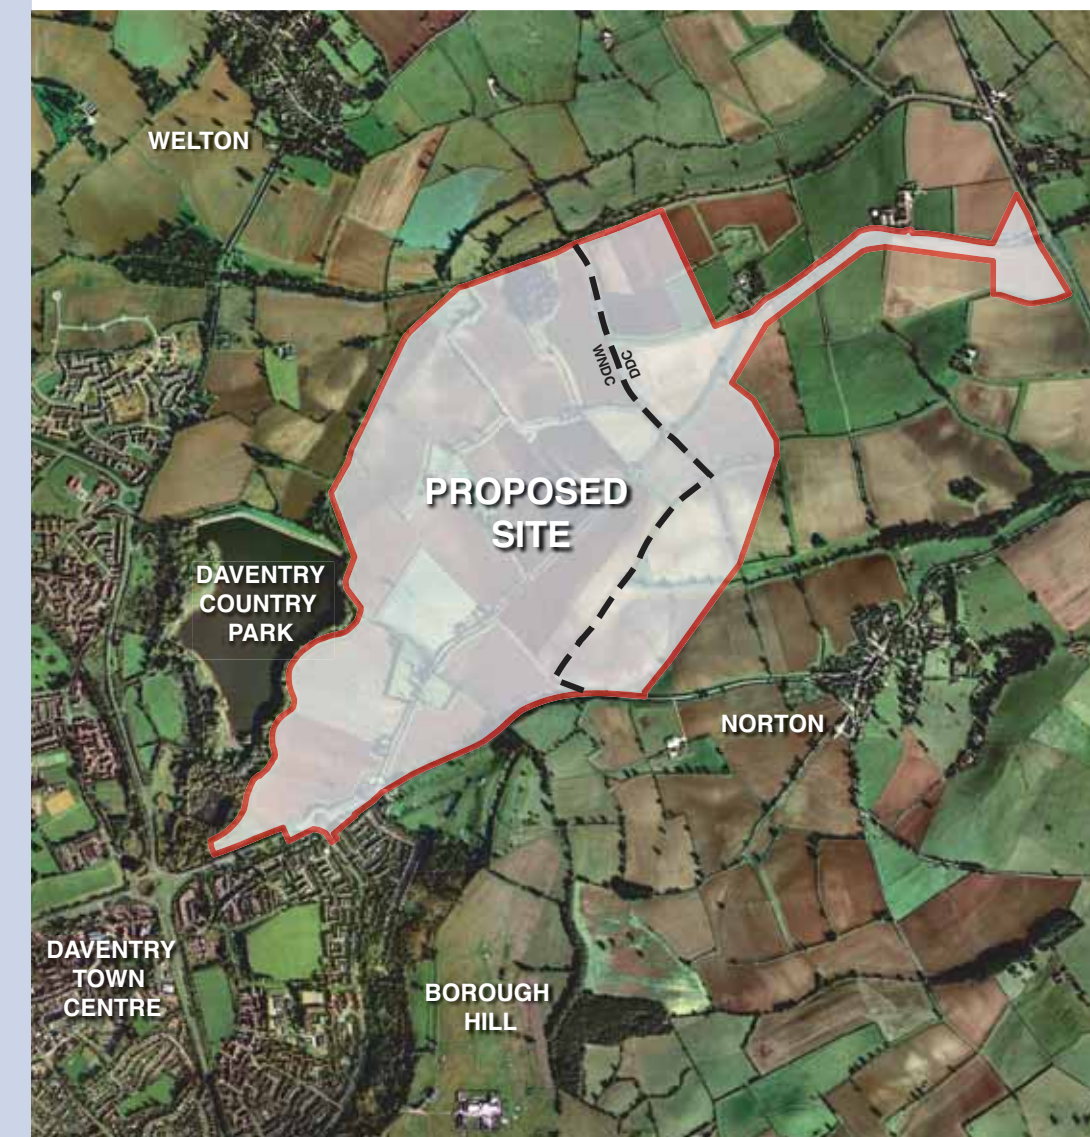 WELTON
DDC
WNDC
PROPOSED
SITE
DAVENTRY
COUNTRY
PARK
NORTON
DAVENTRY
TOWN
CENTRE
BOROUGH
HILL